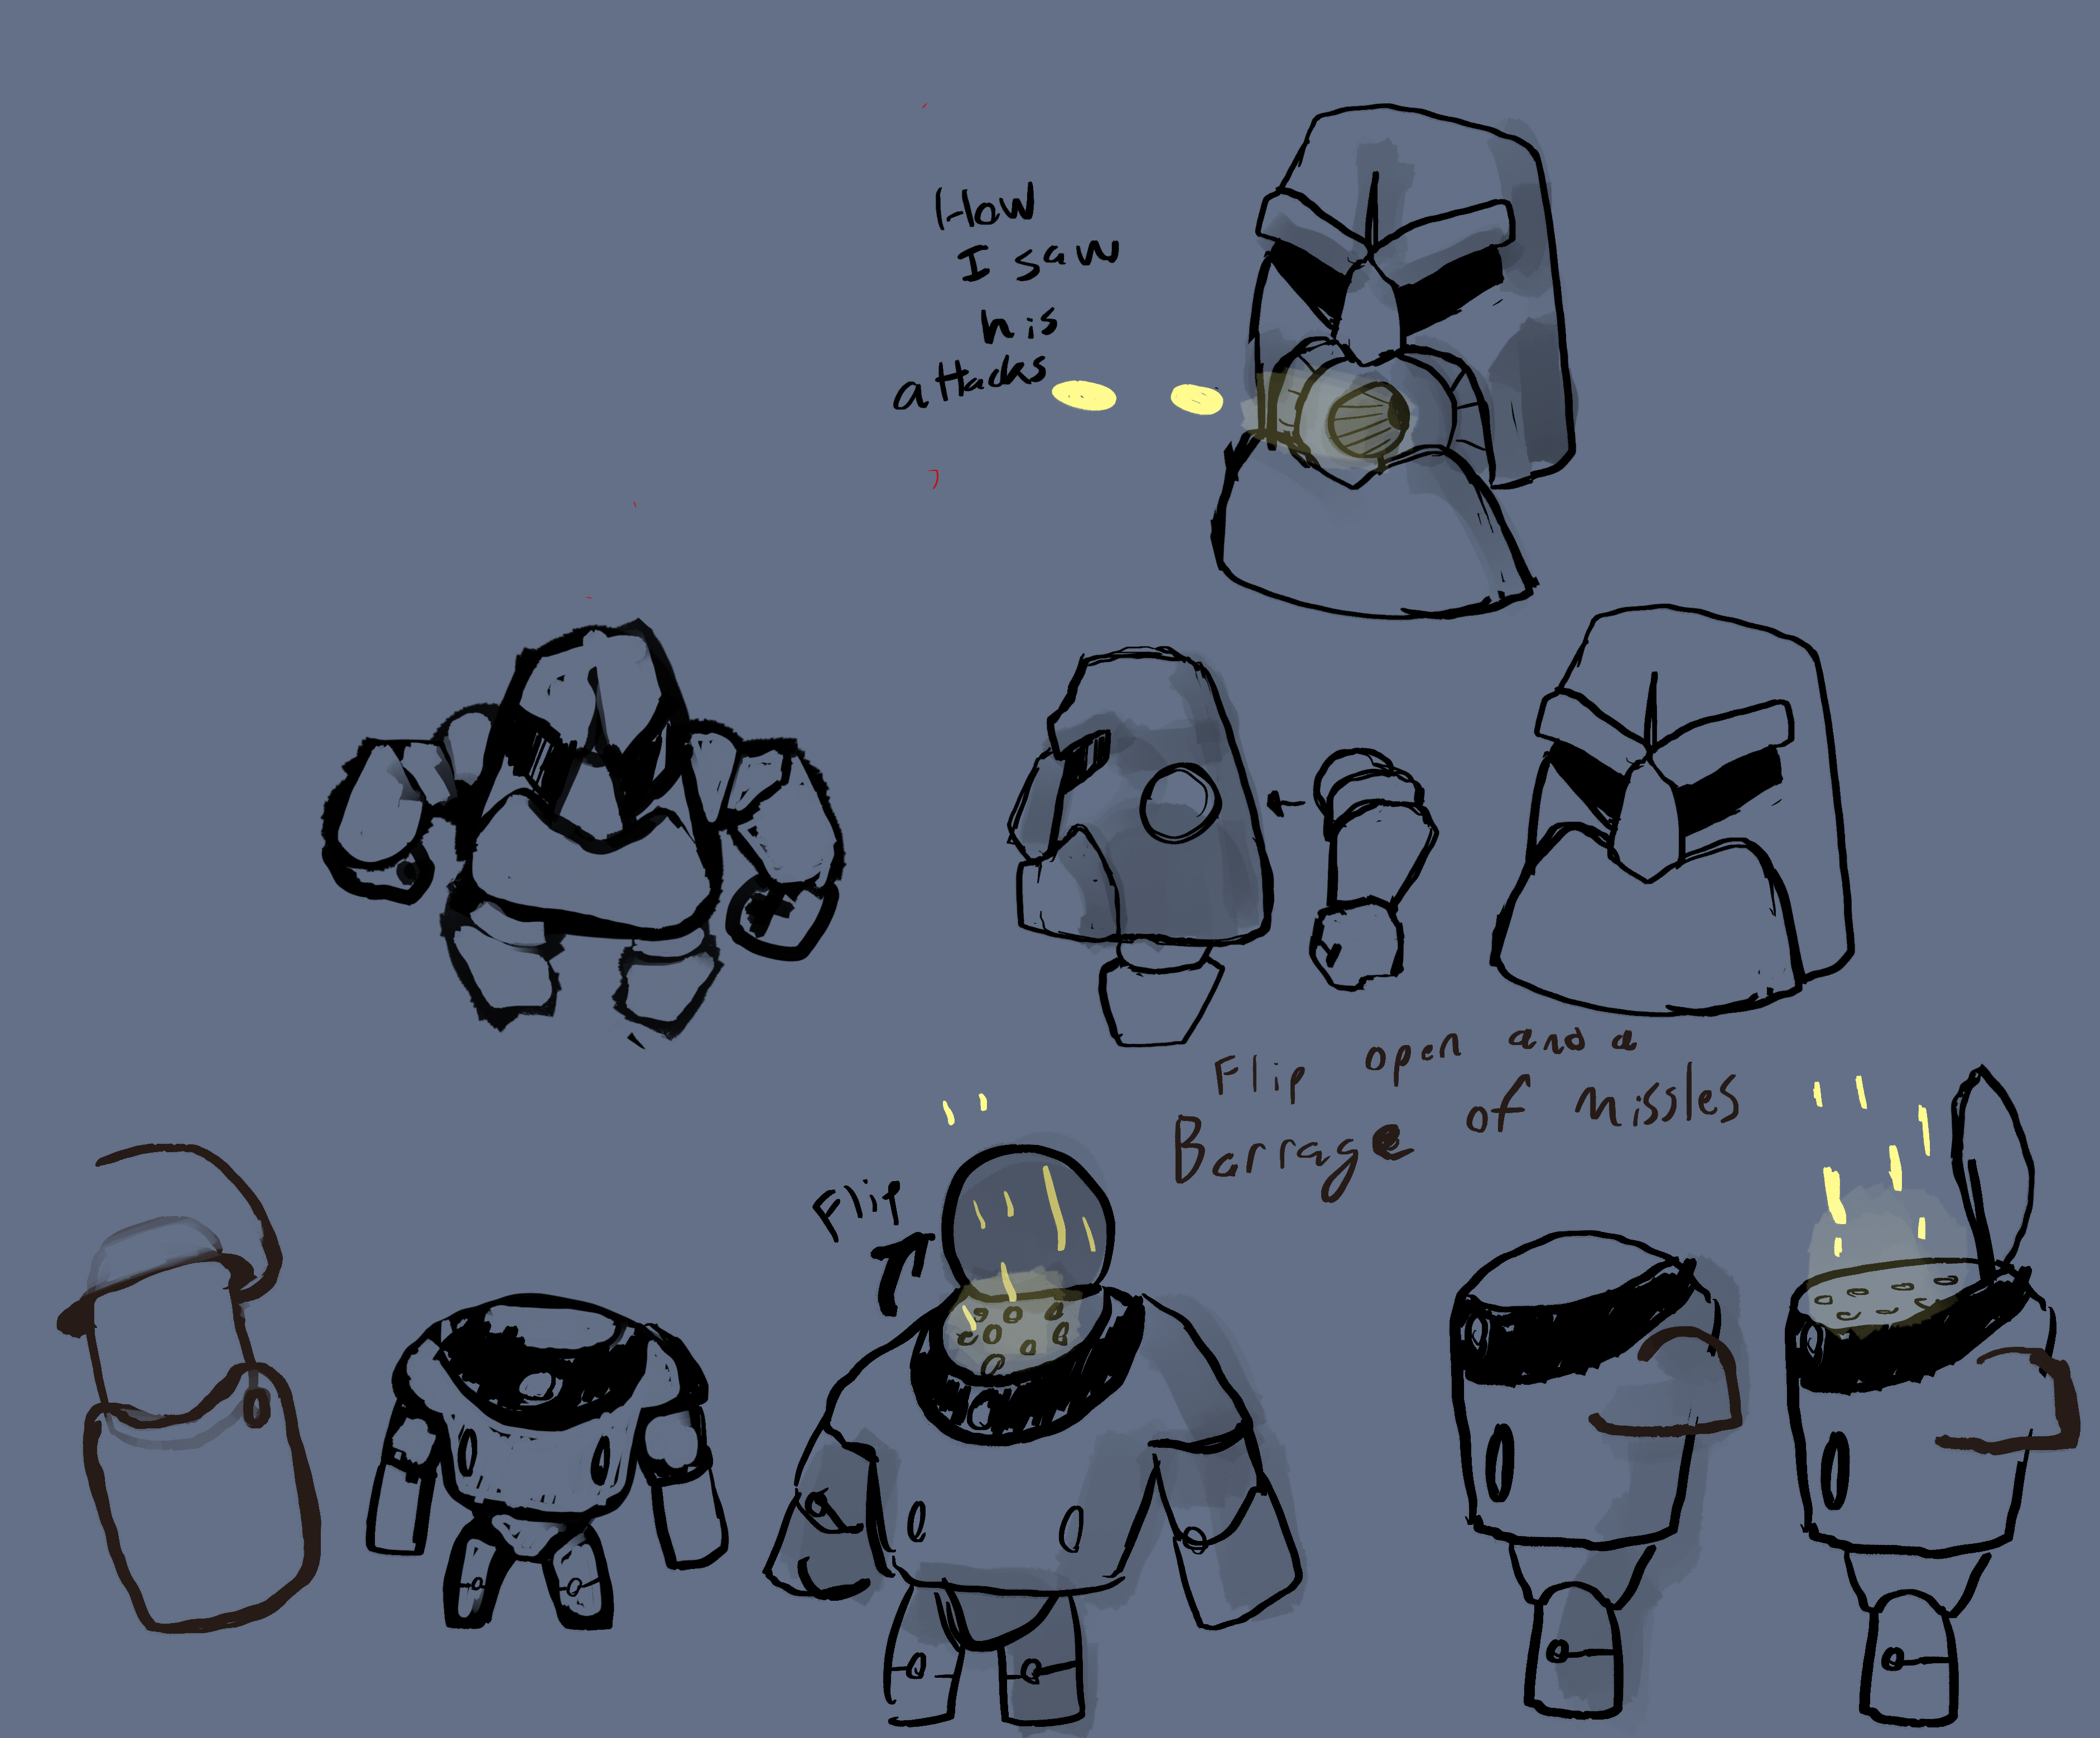 How
I saw
his
attacks
Flip open and a
Barrage of Missles
Flip